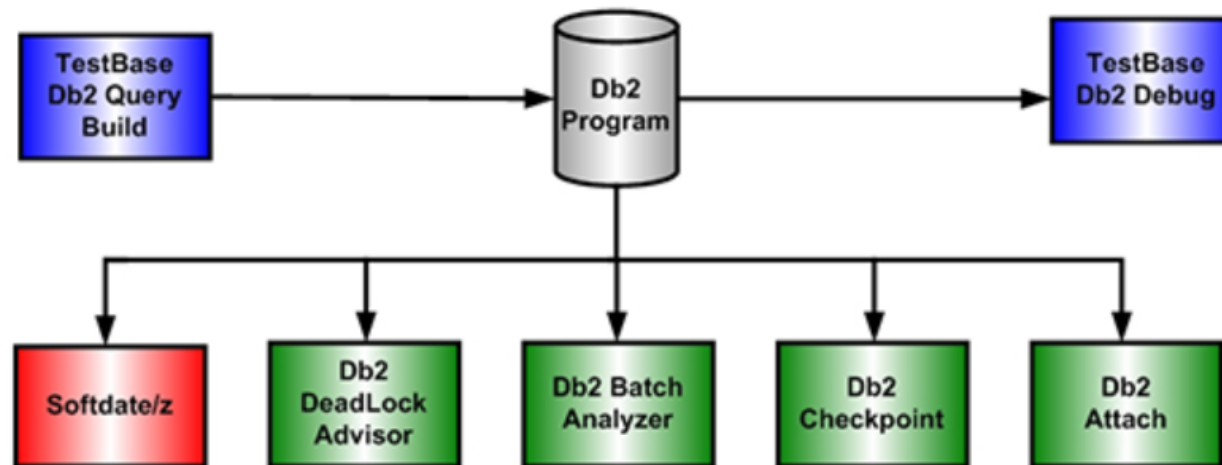 TestBase
Db2 Query
Build
Db2
Program
TestBase
Db2 Debug
Softdate/z
Db2
DeadLock
Advisor
Db2 Batch
Analyzer
Db2
Checkpoint
Db2
Attach